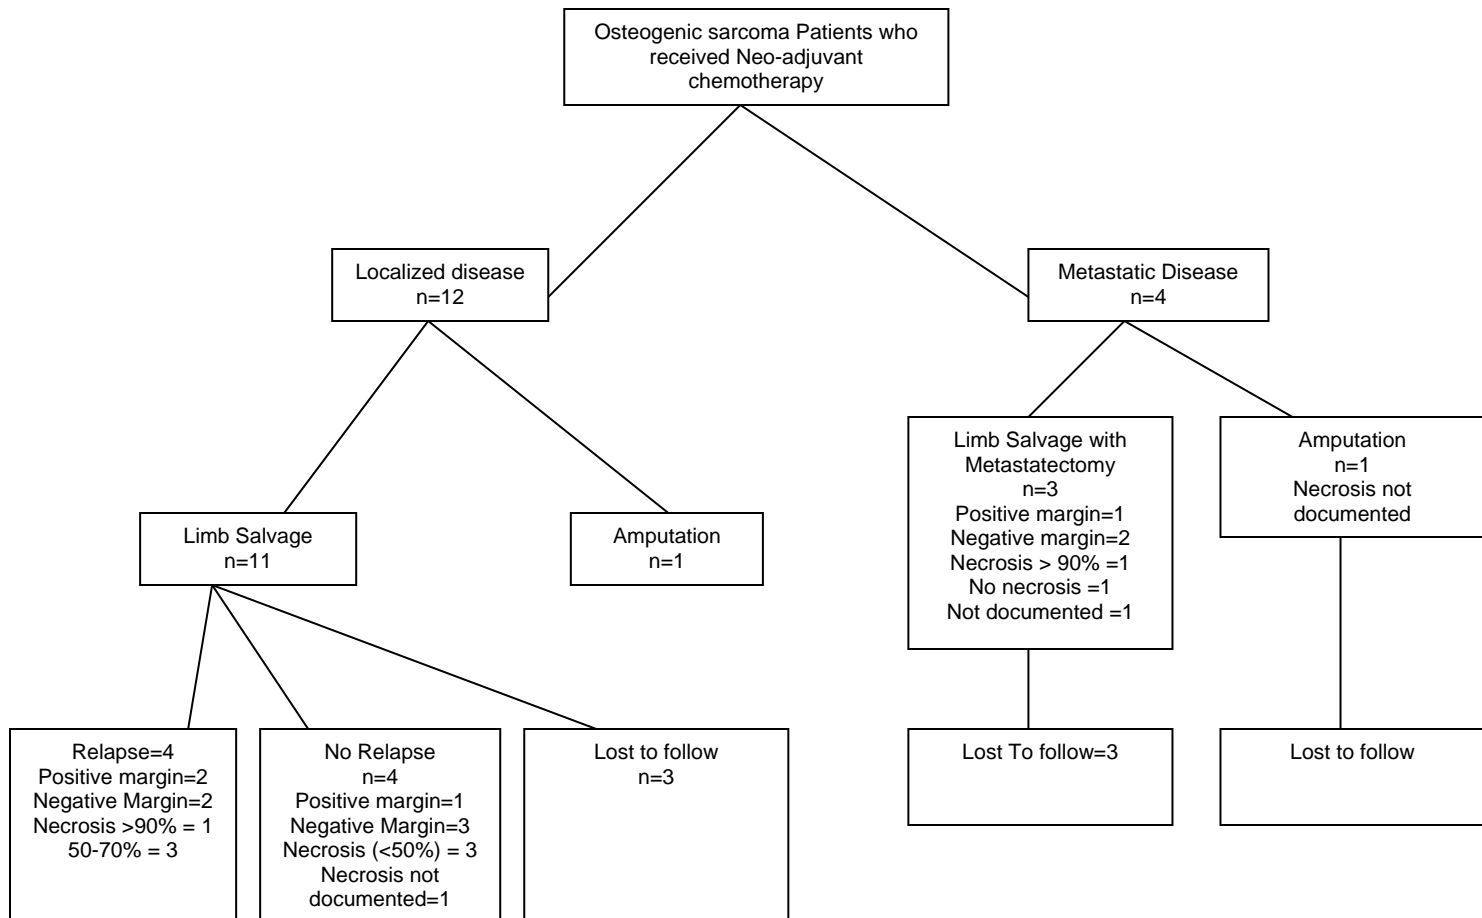 Osteogenic sarcoma Patients who
received Neo-adjuvant
chemotherapy
Localized disease
n=12
Metastatic Disease
n=4
Limb Salvage with
Metastatectomy
n=3
Positive margin=1
Negative margin=2
Necrosis > 90% =1
No necrosis =1
Not documented =1
Amputation
n=1
Necrosis not
documented
Limb Salvage
n=11
Amputation
n=1
Relapse=4
Positive margin=2
Negative Margin=2
Necrosis >90% = 1
50-70% = 3
No Relapse
n=4
Positive margin=1
Negative Margin=3
Necrosis (<50%) = 3
Necrosis not
documented=1
Lost to follow
n=3
Lost To follow=3
Lost to follow